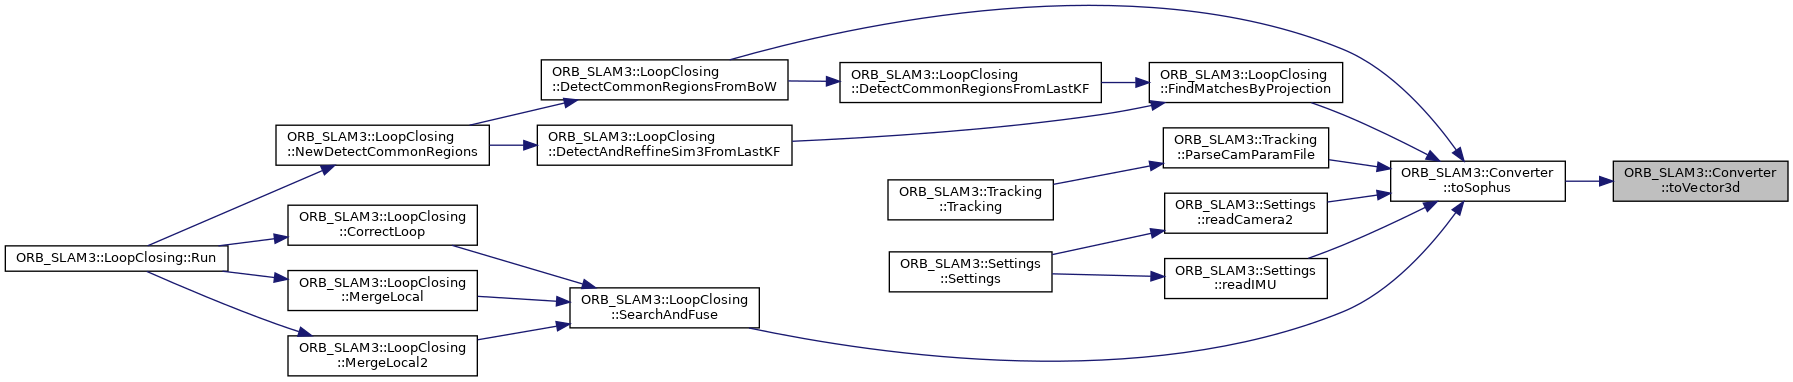 ORB_SLAM3::LoopClosing
::DetectCommonRegionsFromBoW
ORB_SLAM3::LoopClosing
::DetectCommonRegionsFromLastKF
ORB_SLAM3::LoopClosing
::FindMatchesByProjection
ORB_SLAM3::LoopClosing
::NewDetectCommonRegions
ORB_SLAM3::LoopClosing
::DetectAndReffineSim3FromLastKF
ORB_SLAM3::Tracking
::ParseCamParamFile
ORB_SLAM3::Converter
::toSophus
ORB_SLAM3::Converter
::toVector3d
ORB_SLAM3::Tracking
::Tracking
ORB_SLAM3::Settings
::readCamera2
ORB_SLAM3::LoopClosing
::CorrectLoop
ORB_SLAM3::LoopClosing::Run
ORB_SLAM3::Settings
::Settings
ORB_SLAM3::Settings
::readIMU
ORB_SLAM3::LoopClosing
::MergeLocal
ORB_SLAM3::LoopClosing
::SearchAndFuse
ORB_SLAM3::LoopClosing
::MergeLocal2